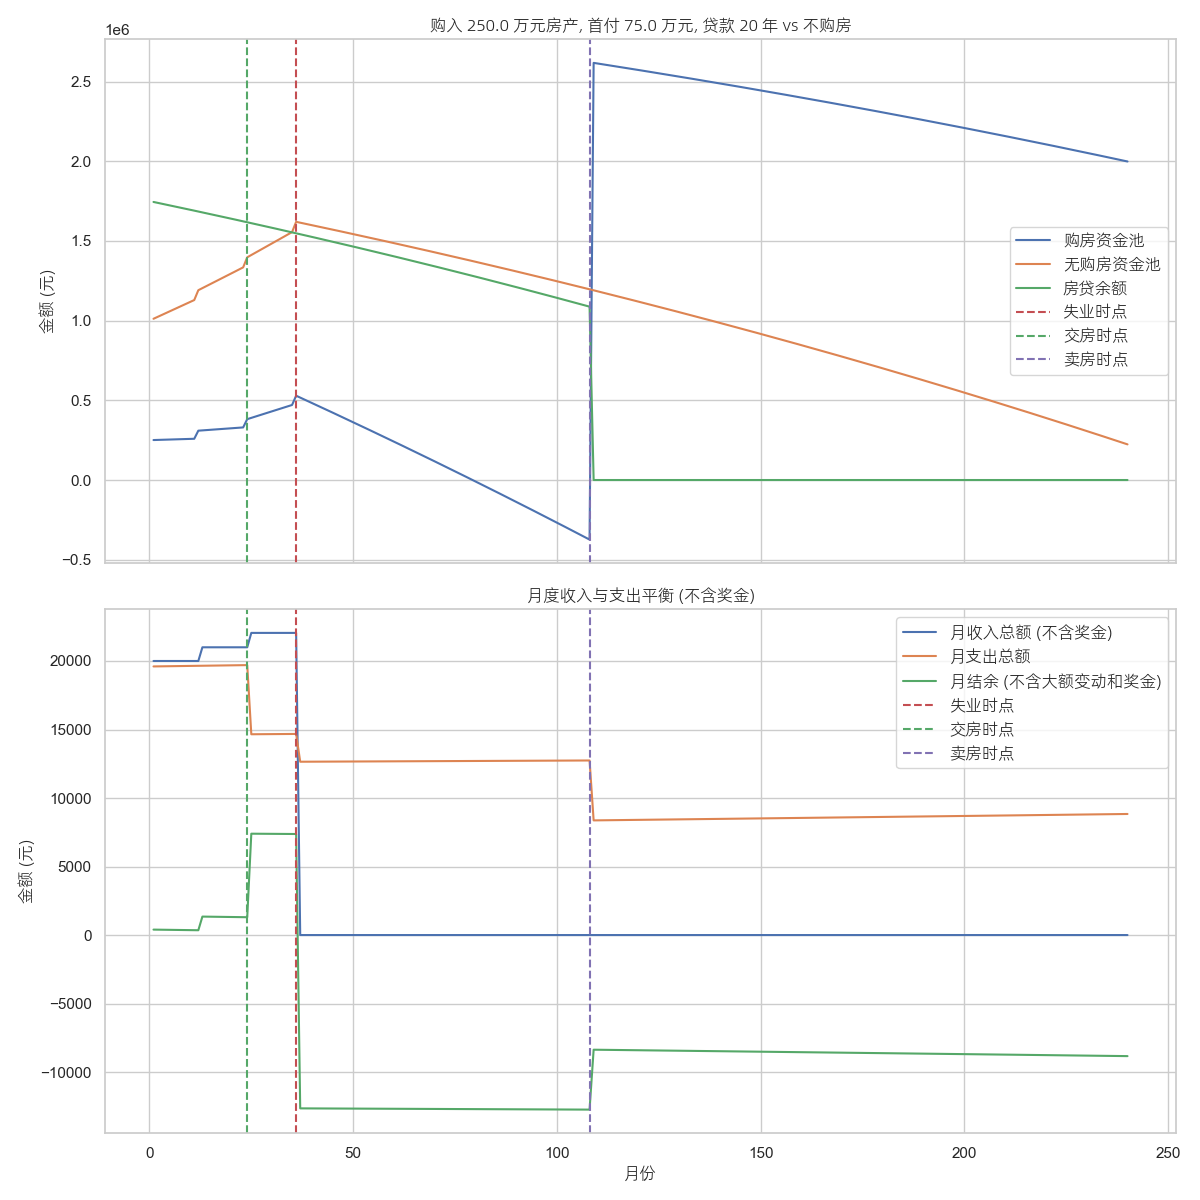 购入 250.0 万元房产, 首付 75.0 万元, 贷款 20 年 vs 不购房
1e6
2.5
2.0
1.5
1.0
0.5
0.0
−0.5
金额 (元)
购房资金池
无购房资金池
房贷余额
失业时点
交房时点
卖房时点
月度收入与支出平衡 (不含奖金)
20000
15000
10000
5000
0
−5000
−10000
金额 (元)
月收入总额 (不含奖金)
月支出总额
月结余 (不含大额变动和奖金)
失业时点
交房时点
卖房时点
0 50 100 150 200 250
月份